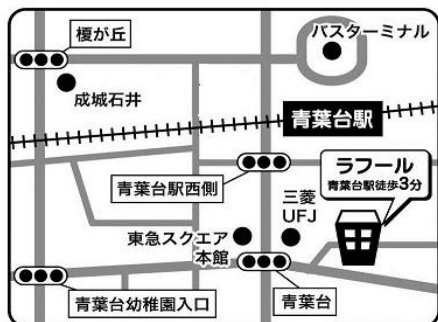 榎が丘
バスターミナル
成城石井
青葉台駅
ラフール
青葉台駅徒歩3分
青葉台駅西側
三菱
UFJ
東急スクエア
本館
青葉台幼稚園入口
青葉台